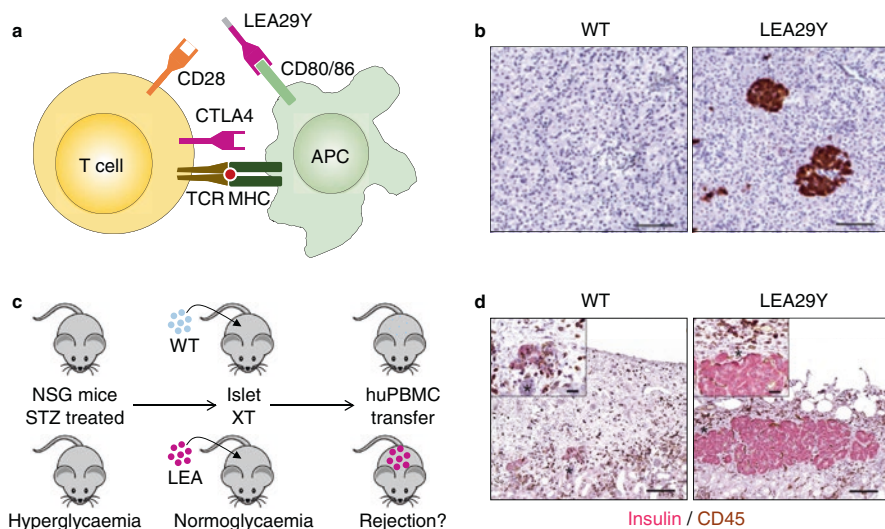 a
LEA29Y
CD28
CD80/86
CTLA4
T cell
APC
TCR MHC
b
WT
LEA29Y
c
WT
NSG mice
STZ treated
Islet
XT
huPBMC
transfer
LEA
Hyperglycaemia
Normoglycaemia
Rejection?
d
WT
LEA29Y
*
*
*
*
Insulin / CD45